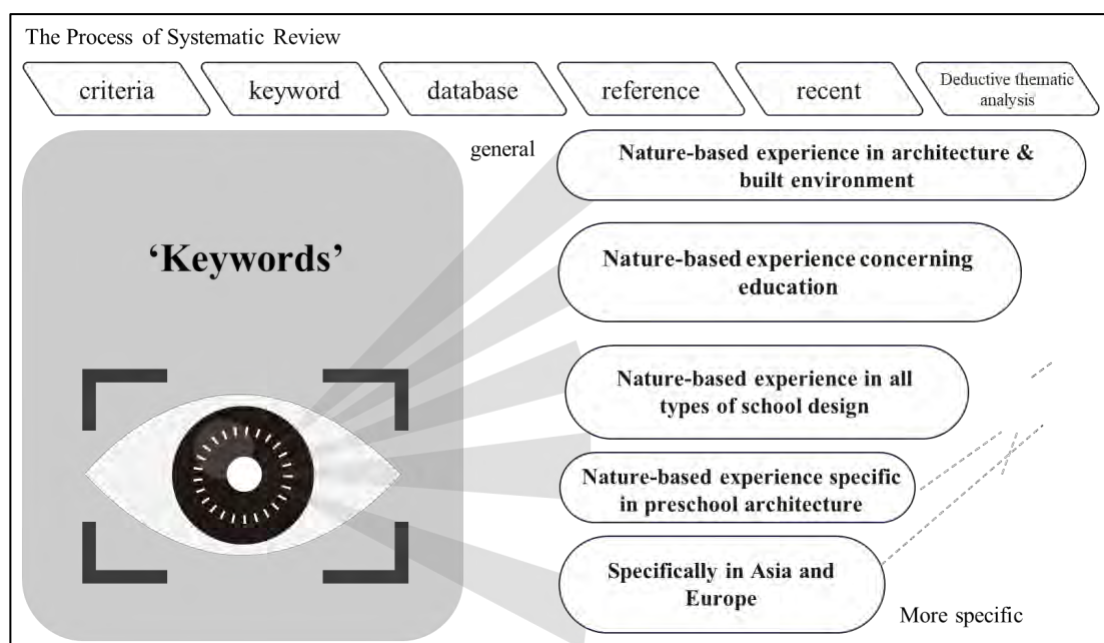 The Process of Systematic Review
criteria
keyword
database
reference
recent
Deductive thematic
analysis
general
Nature-based experience in architecture &
built environment
‘Keywords’
Nature-based experience concerning
education
Nature-based experience in all
types of school design
Nature-based experience specific
in preschool architecture
Specifically in Asia and
Europe
More specific